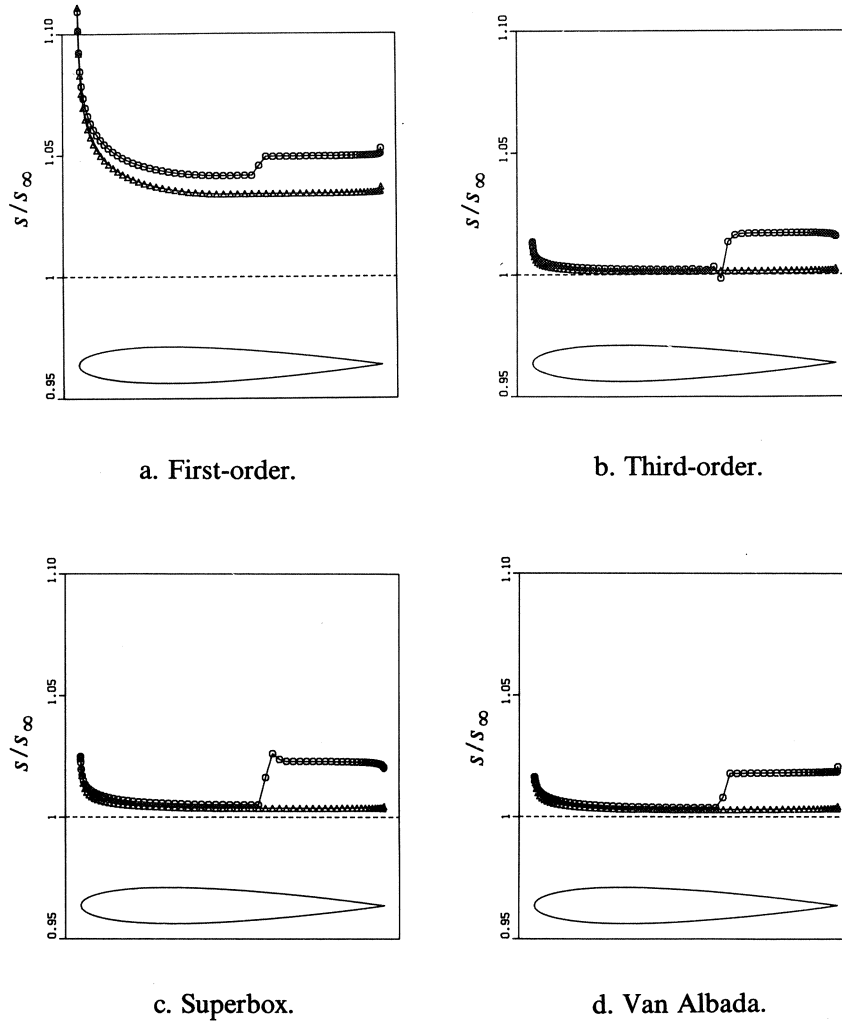 1.10
1.05
1
0.95
s/s∞
a. First-order.
1.10
1.05
1
0.95
s/s∞
b. Third-order.
1.10
1.05
1
0.95
s/s∞
c. Superbox.
1.10
1.05
1
0.95
s/s∞
d. Van Albada.